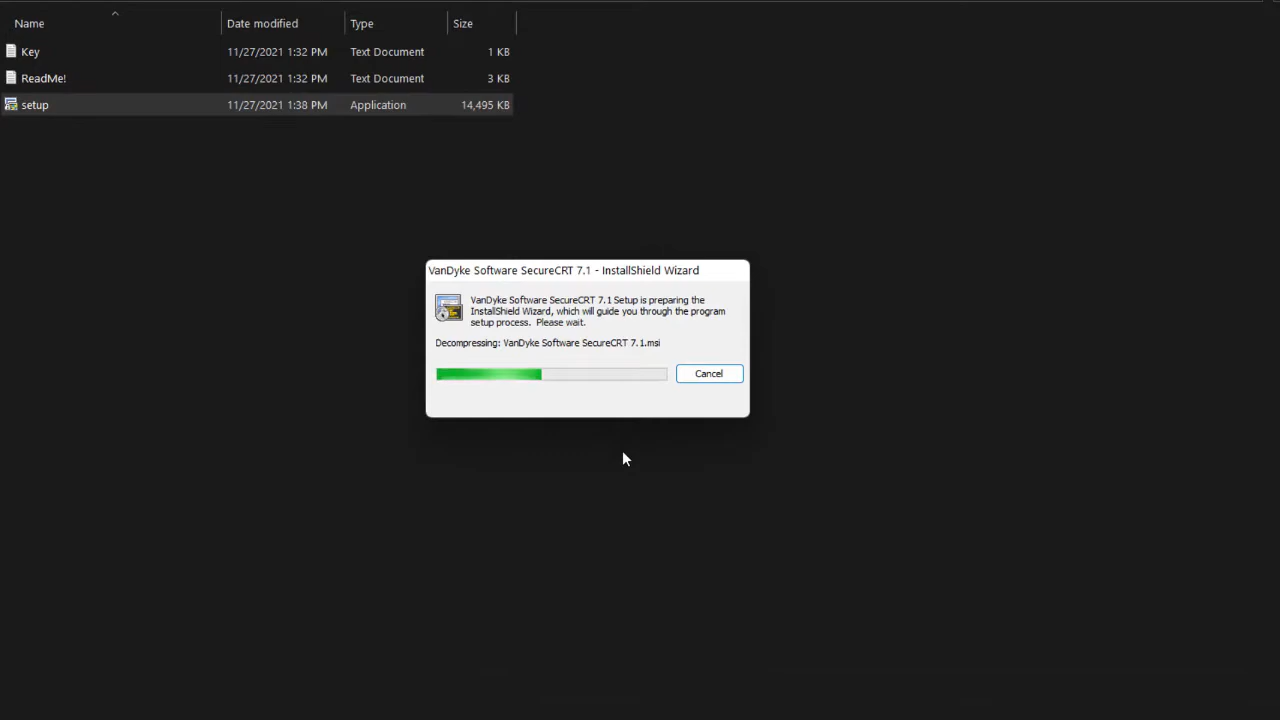 Name Date modified Type Size
Key 11/27/2021 1:32 PM Text Document 1 KB
ReadMe! 11/27/2021 1:32 PM Text Document 3 KB
setup 11/27/2021 1:38 PM Application 14,495 KB
VanDyke Software SecureCRT 7.1 - InstallShield Wizard
VanDyke Software SecureCRT 7.1 Setup is preparing the
InstallShield Wizard, which will guide you through the program
setup process. Please wait.
Decompressing: VanDyke Software SecureCRT 7.1.msi
Cancel